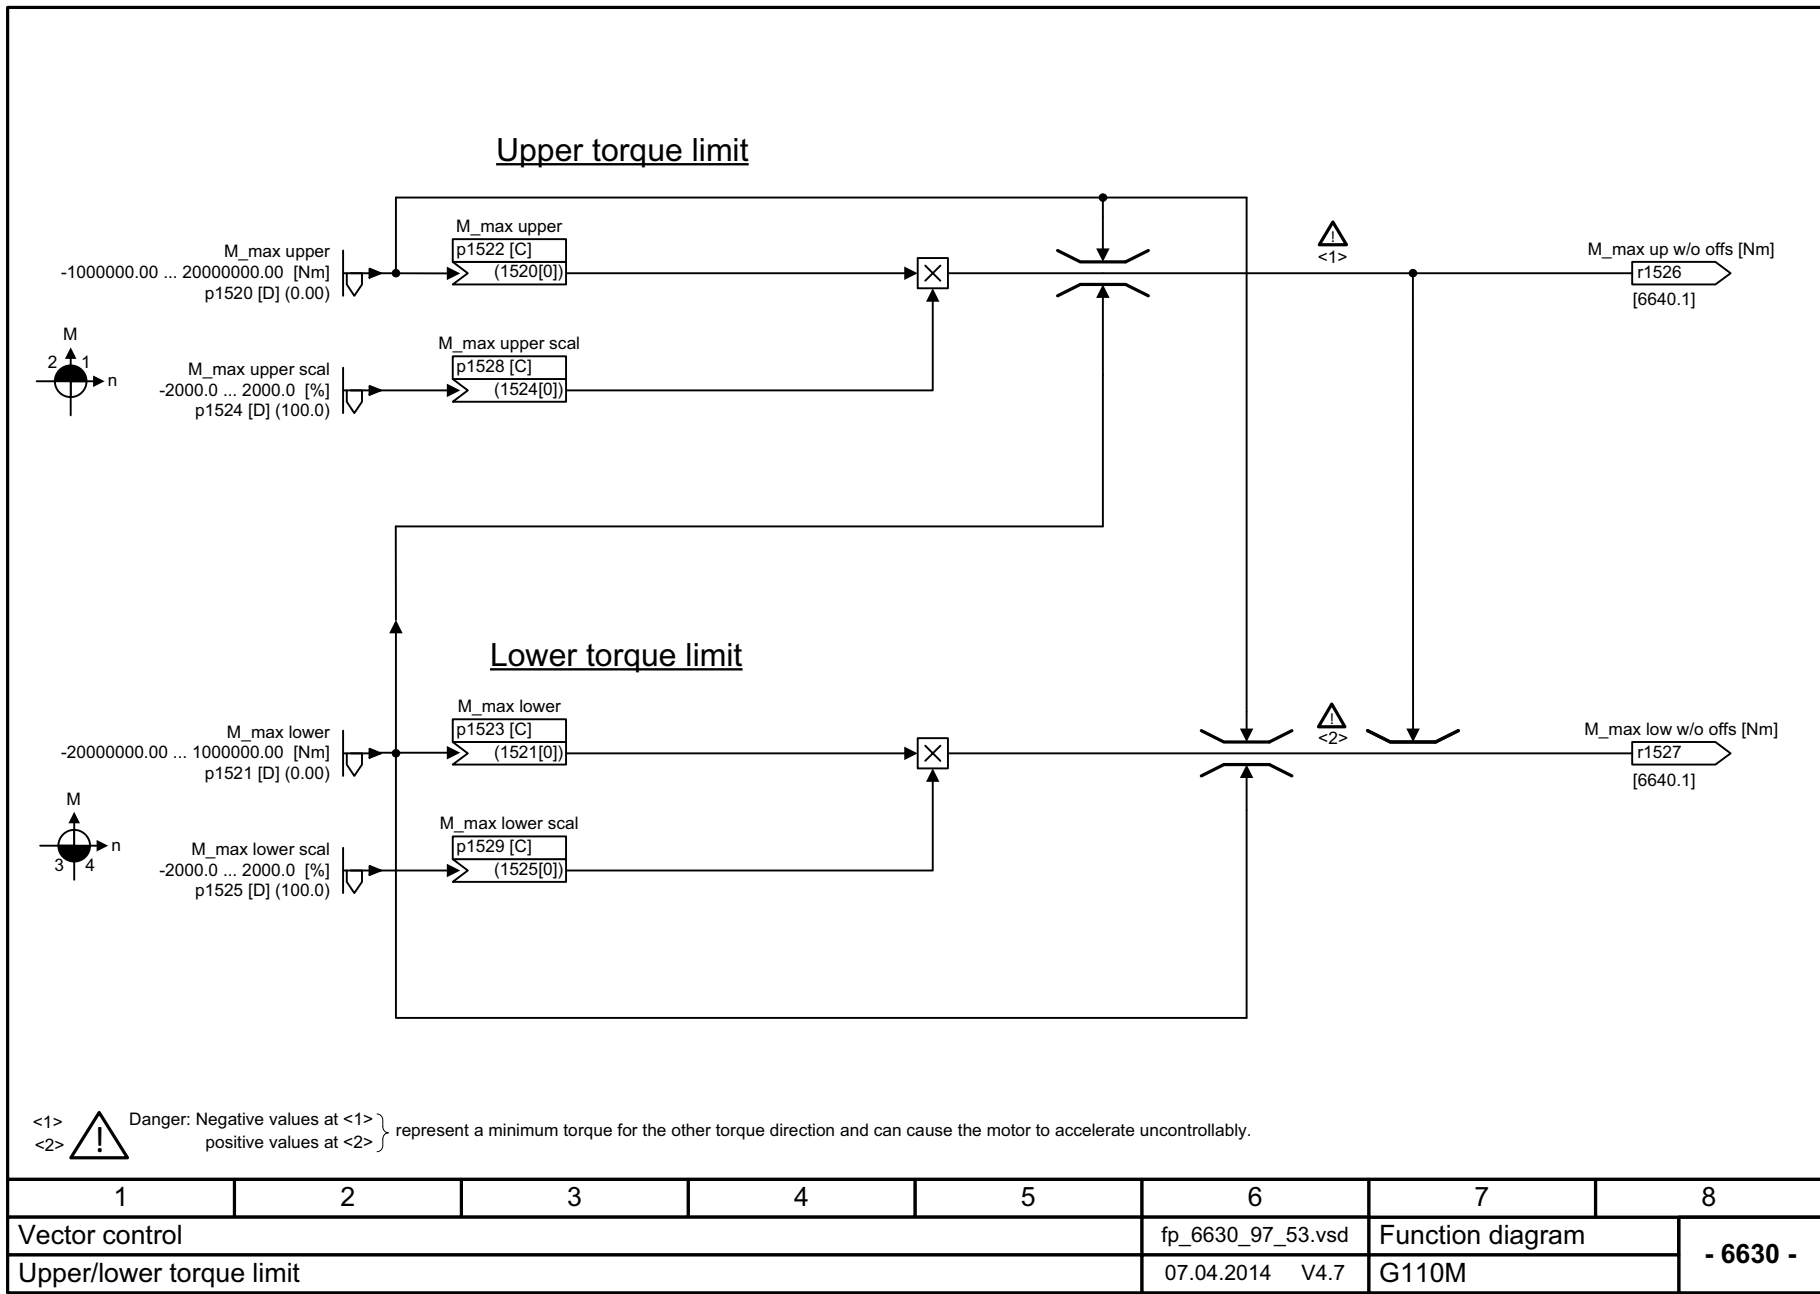 Upper torque limit
M_max upper
-1000000.00 ... 20000000.00 [Nm]
p1520 [D] (0.00)
M_max upper
p1522 [C]
(1520[0])
<1>
M_max up w/o offs [Nm]
r1526
[6640.1]
M
2 1
n
M_max upper scal
-2000.0 ... 2000.0 [%]
p1524 [D] (100.0)
M_max upper scal
p1528 [C]
(1524[0])
Lower torque limit
M_max lower
-20000000.00 ... 1000000.00 [Nm]
p1521 [D] (0.00)
M_max lower
p1523 [C]
(1521[0])
<2>
M_max low w/o offs [Nm]
r1527
[6640.1]
M
n
3 4
M_max lower scal
-2000.0 ... 2000.0 [%]
p1525 [D] (100.0)
M_max lower scal
p1529 [C]
(1525[0])
<1>
<2>
Danger: Negative values at <1>
positive values at <2>
represent a minimum torque for the other torque direction and can cause the motor to accelerate uncontrollably.
1 2 3 4 5 6 7 8
Vector control
fp_6630_97_53.vsd
Function diagram
- 6630 -
Upper/lower torque limit
07.04.2014 V4.7
G110M